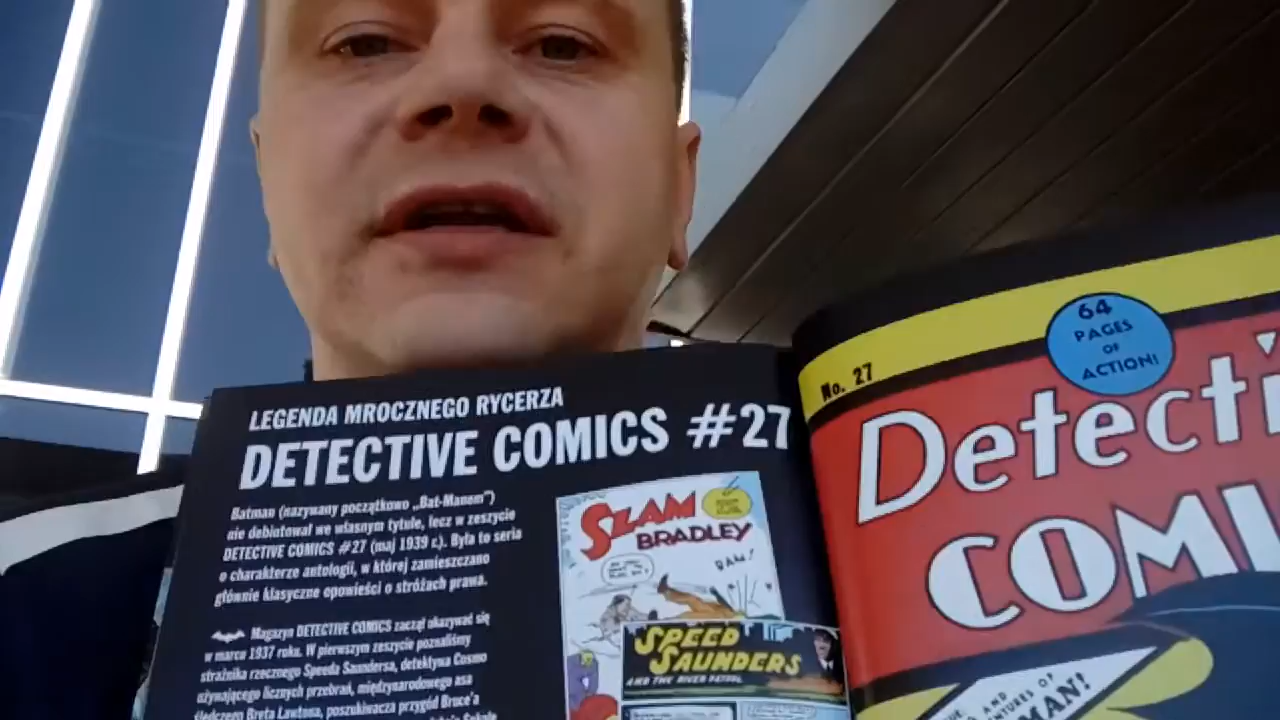 LEGENDA MROCZNEGO RYCERZA
DETECTIVE COMICS #27
Batman (nazywany początkowo „Bat-Manem”)
nie debiutował we własnym tytule, lecz w zeszycie
DETECTIVE COMICS #27 (maj 1939 r.). Była to seria
o charakterze antologii, w której zamieszczano
głównie klasyczne opowieści o stróżach prawa.
Magazyn DETECTIVE COMICS zaczął ukazywać się
w marcu 1937 roku. W pierwszym zeszycie poznaliśmy
strażnika rzecznego Speeda Saundersa, detektywa Cosmo
używającego licznych przebrań, międzynarodowego asa
śledczego Breta Lawtona, poszukiwacza przygód Bruce'a
SLAM
BRADLEY
BAM!
SPEED
SAUNDERS
AND THE RIVER PATROL
No. 27
64
PAGES
OF
ACTION!
Detecti
COMI
AND
OF
MAN!